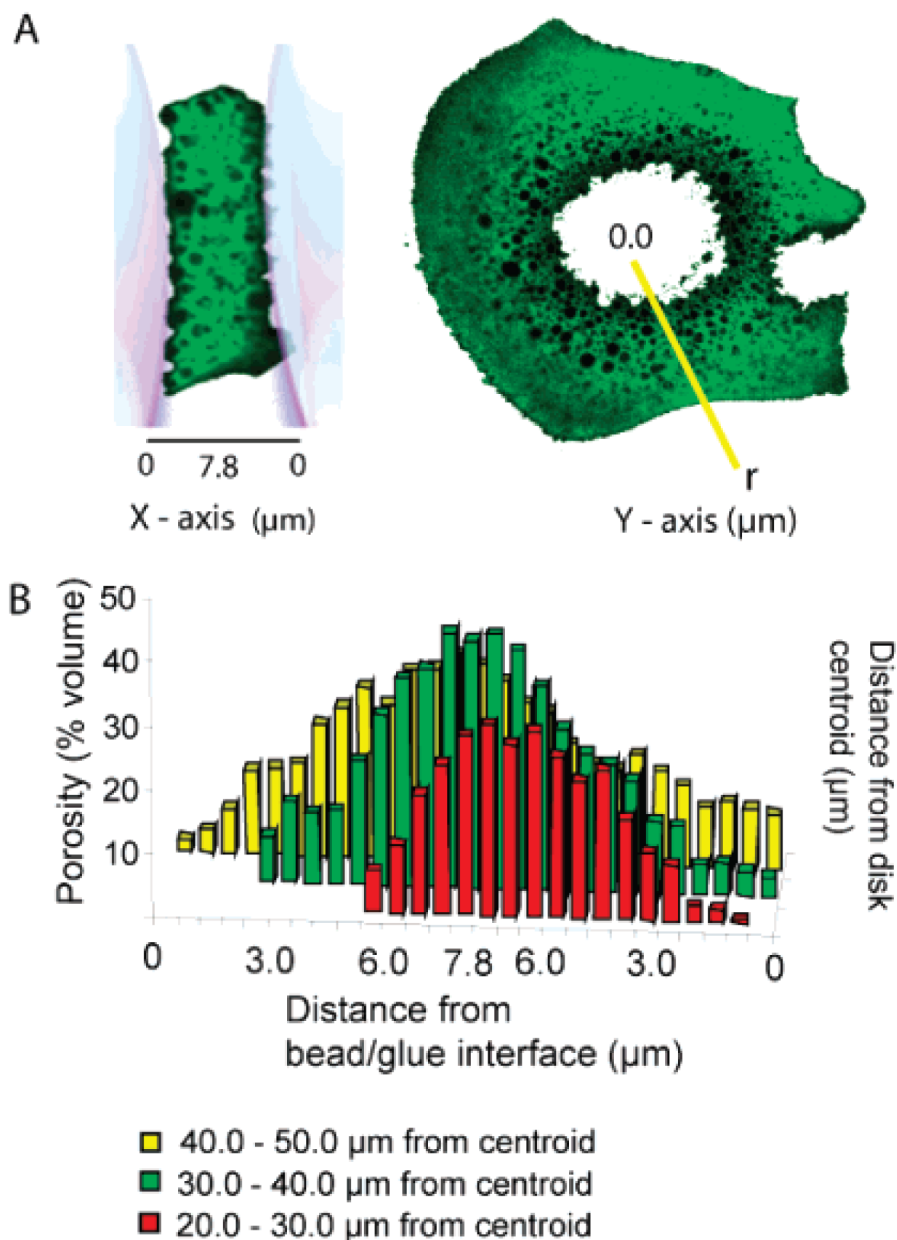 A
0.0
r
0 7.8 0
X - axis (µm)
Y - axis (µm)
B
Porosity (% volume)
50
40
30
20
10
0 3.0 6.0 7.8 6.0 3.0 0
Distance from
bead/glue interface (µm)
Distance from disk
centroid (µm)
40.0 - 50.0 µm from centroid
30.0 - 40.0 µm from centroid
20.0 - 30.0 µm from centroid